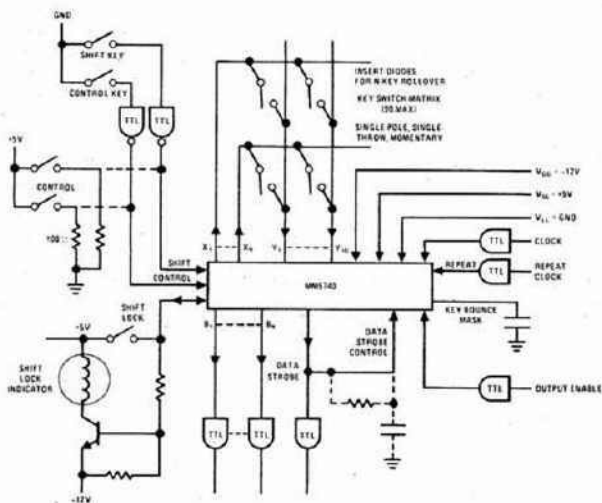 GND
SHIFT KEY
CONTROL KEY
TTL
TTL
+5V
CONTROL
INSERT DIODES
FOR N KEY ROLLOVER
KEY SWITCH MATRIX
(90 MAX)
SINGLE POLE, SINGLE
THROW, MOMENTARY
VGG = -12V
VSS = +5V
VLL = GND
TTL
CLOCK
TTL
REPEAT
REPEAT
CLOCK
X1
X9
Y1
Y10
SHIFT
CONTROL
MM5740
KEY BOUNCE
MASK
SHIFT
LOCK
+5V
B1
B9
DATA
STROBE
DATA
STROBE
CONTROL
SHIFT
LOCK
INDICATOR
TTL
TTL
TTL
TTL
OUTPUT ENABLE
-12V